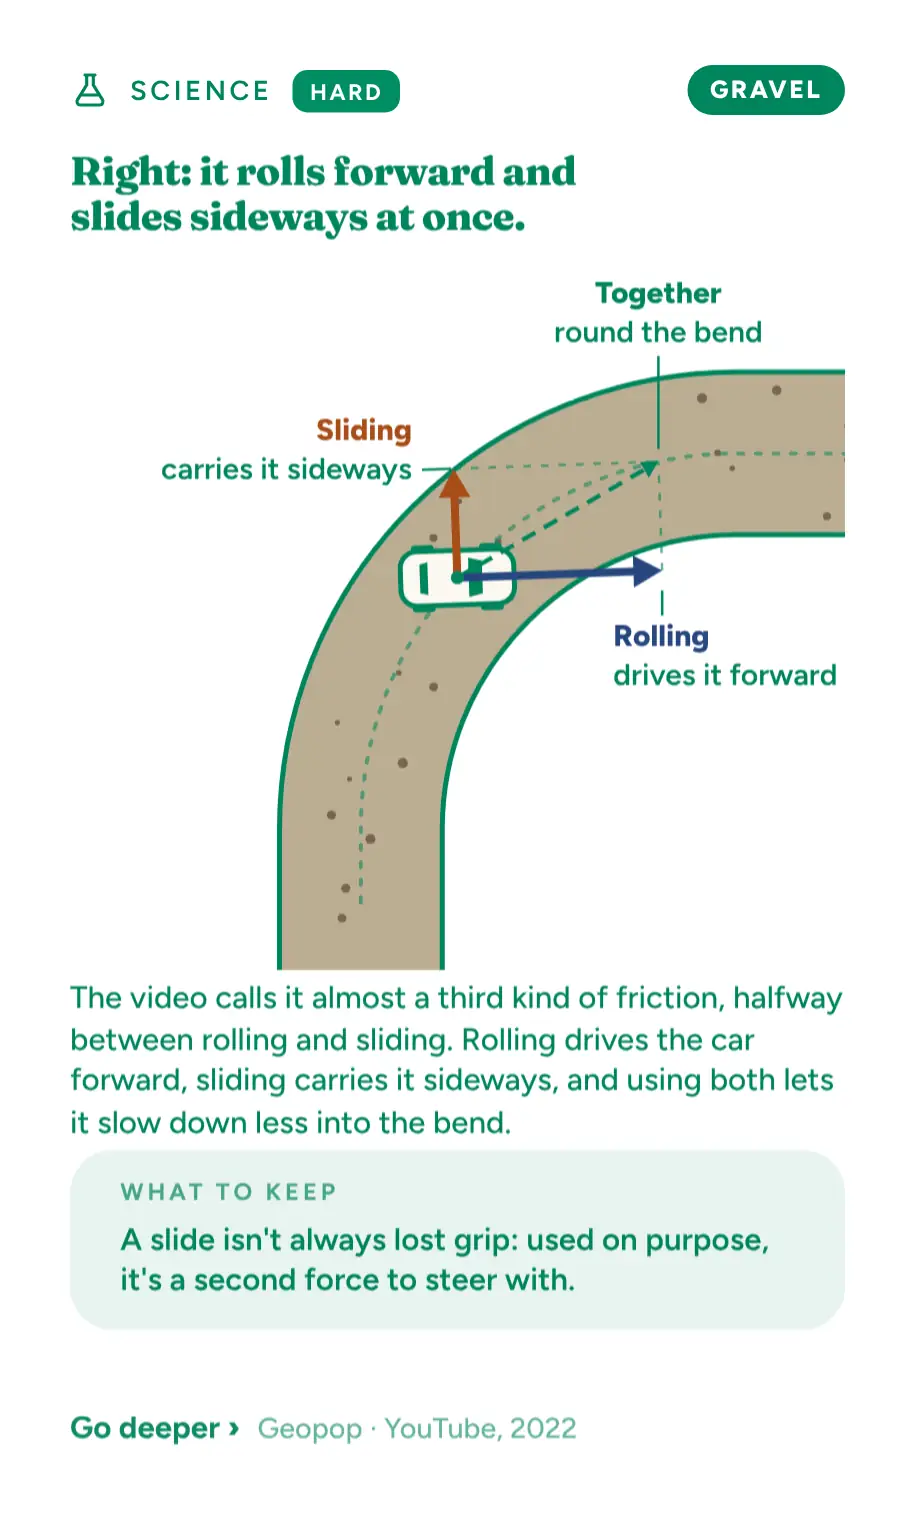 SCIENCE HARD GRAVEL
Right: it rolls forward and
slides sideways at once.
Together
round the bend
Sliding
carries it sideways
Rolling
drives it forward
The video calls it almost a third kind of friction, halfway
between rolling and sliding. Rolling drives the car
forward, sliding carries it sideways, and using both lets
it slow down less into the bend.
WHAT TO KEEP
A slide isn't always lost grip: used on purpose,
it's a second force to steer with.
Go deeper › Geopop · YouTube, 2022